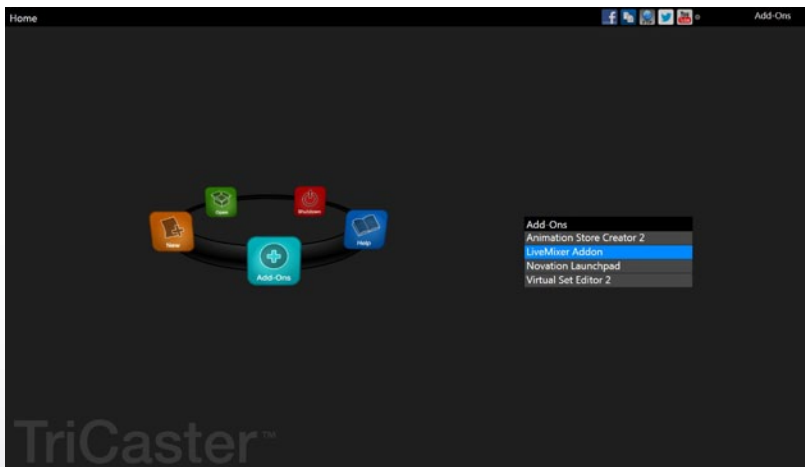 Home
Add-Ons
Open
Shutdown
New
Help
Add-Ons
Add-Ons
Animation Store Creator 2
LiveMixer Addon
Novation Launchpad
Virtual Set Editor 2
TriCaster™